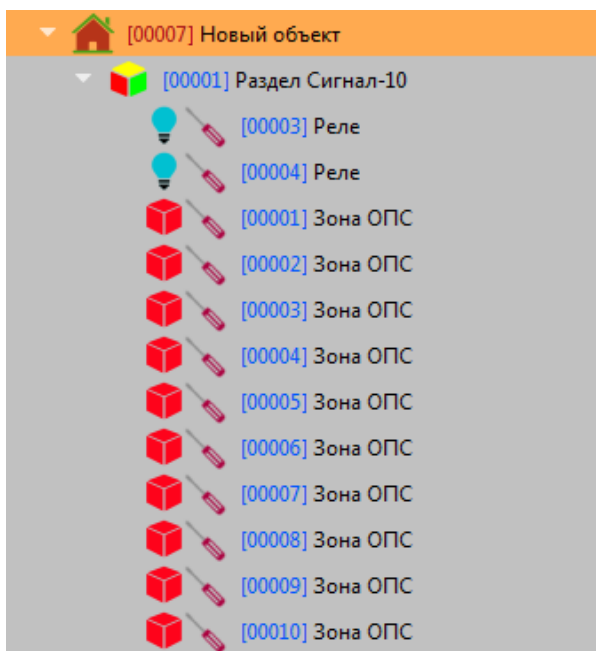 [00007] Новый объект
[00001] Раздел Сигнал-10
[00003] Реле
[00004] Реле
[00001] Зона ОПС
[00002] Зона ОПС
[00003] Зона ОПС
[00004] Зона ОПС
[00005] Зона ОПС
[00006] Зона ОПС
[00007] Зона ОПС
[00008] Зона ОПС
[00009] Зона ОПС
[00010] Зона ОПС